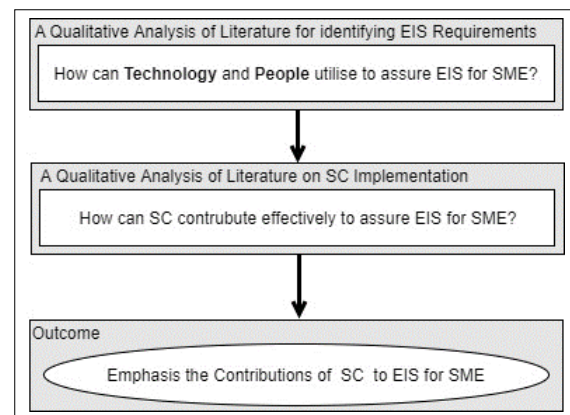 A Qualitative Analysis of Literature for identifying EIS Requirements
How can Technology and People utilise to assure EIS for SME?
A Qualitative Analysis of Literature on SC Implementation
How can SC contrubute effectively to assure EIS for SME?
Outcome
Emphasis the Contributions of SC to EIS for SME